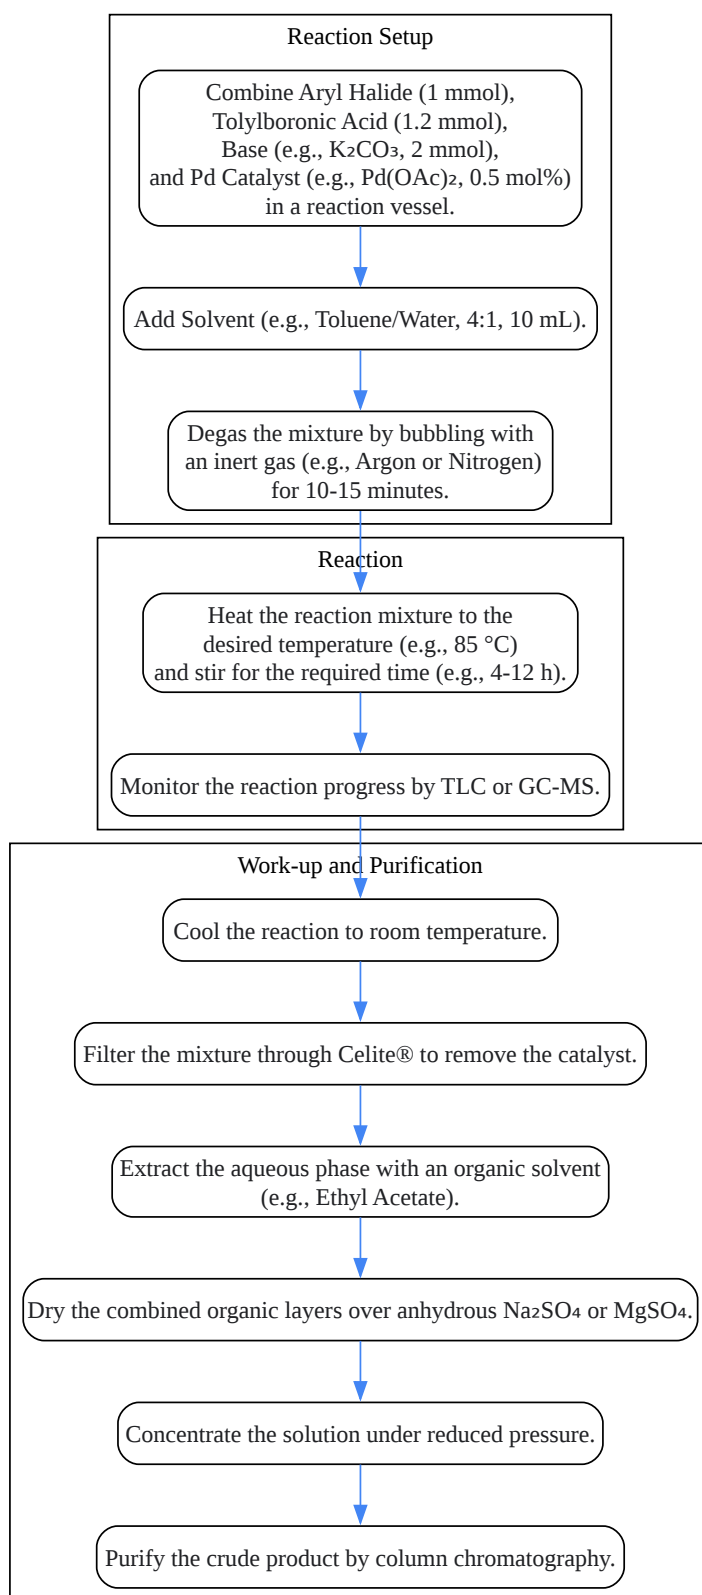 Reaction Setup
Combine Aryl Halide (1 mmol),
Tolylboronic Acid (1.2 mmol),
Base (e.g., K₂CO₃, 2 mmol),
and Pd Catalyst (e.g., Pd(OAc)₂, 0.5 mol%)
in a reaction vessel.
Add Solvent (e.g., Toluene/Water, 4:1, 10 mL).
Degas the mixture by bubbling with
an inert gas (e.g., Argon or Nitrogen)
for 10-15 minutes.
Reaction
Heat the reaction mixture to the
desired temperature (e.g., 85 °C)
and stir for the required time (e.g., 4-12 h).
Monitor the reaction progress by TLC or GC-MS.
Work-up and Purification
Cool the reaction to room temperature.
Filter the mixture through Celite® to remove the catalyst.
Extract the aqueous phase with an organic solvent
(e.g., Ethyl Acetate).
Dry the combined organic layers over anhydrous Na₂SO₄ or MgSO₄.
Concentrate the solution under reduced pressure.
Purify the crude product by column chromatography.